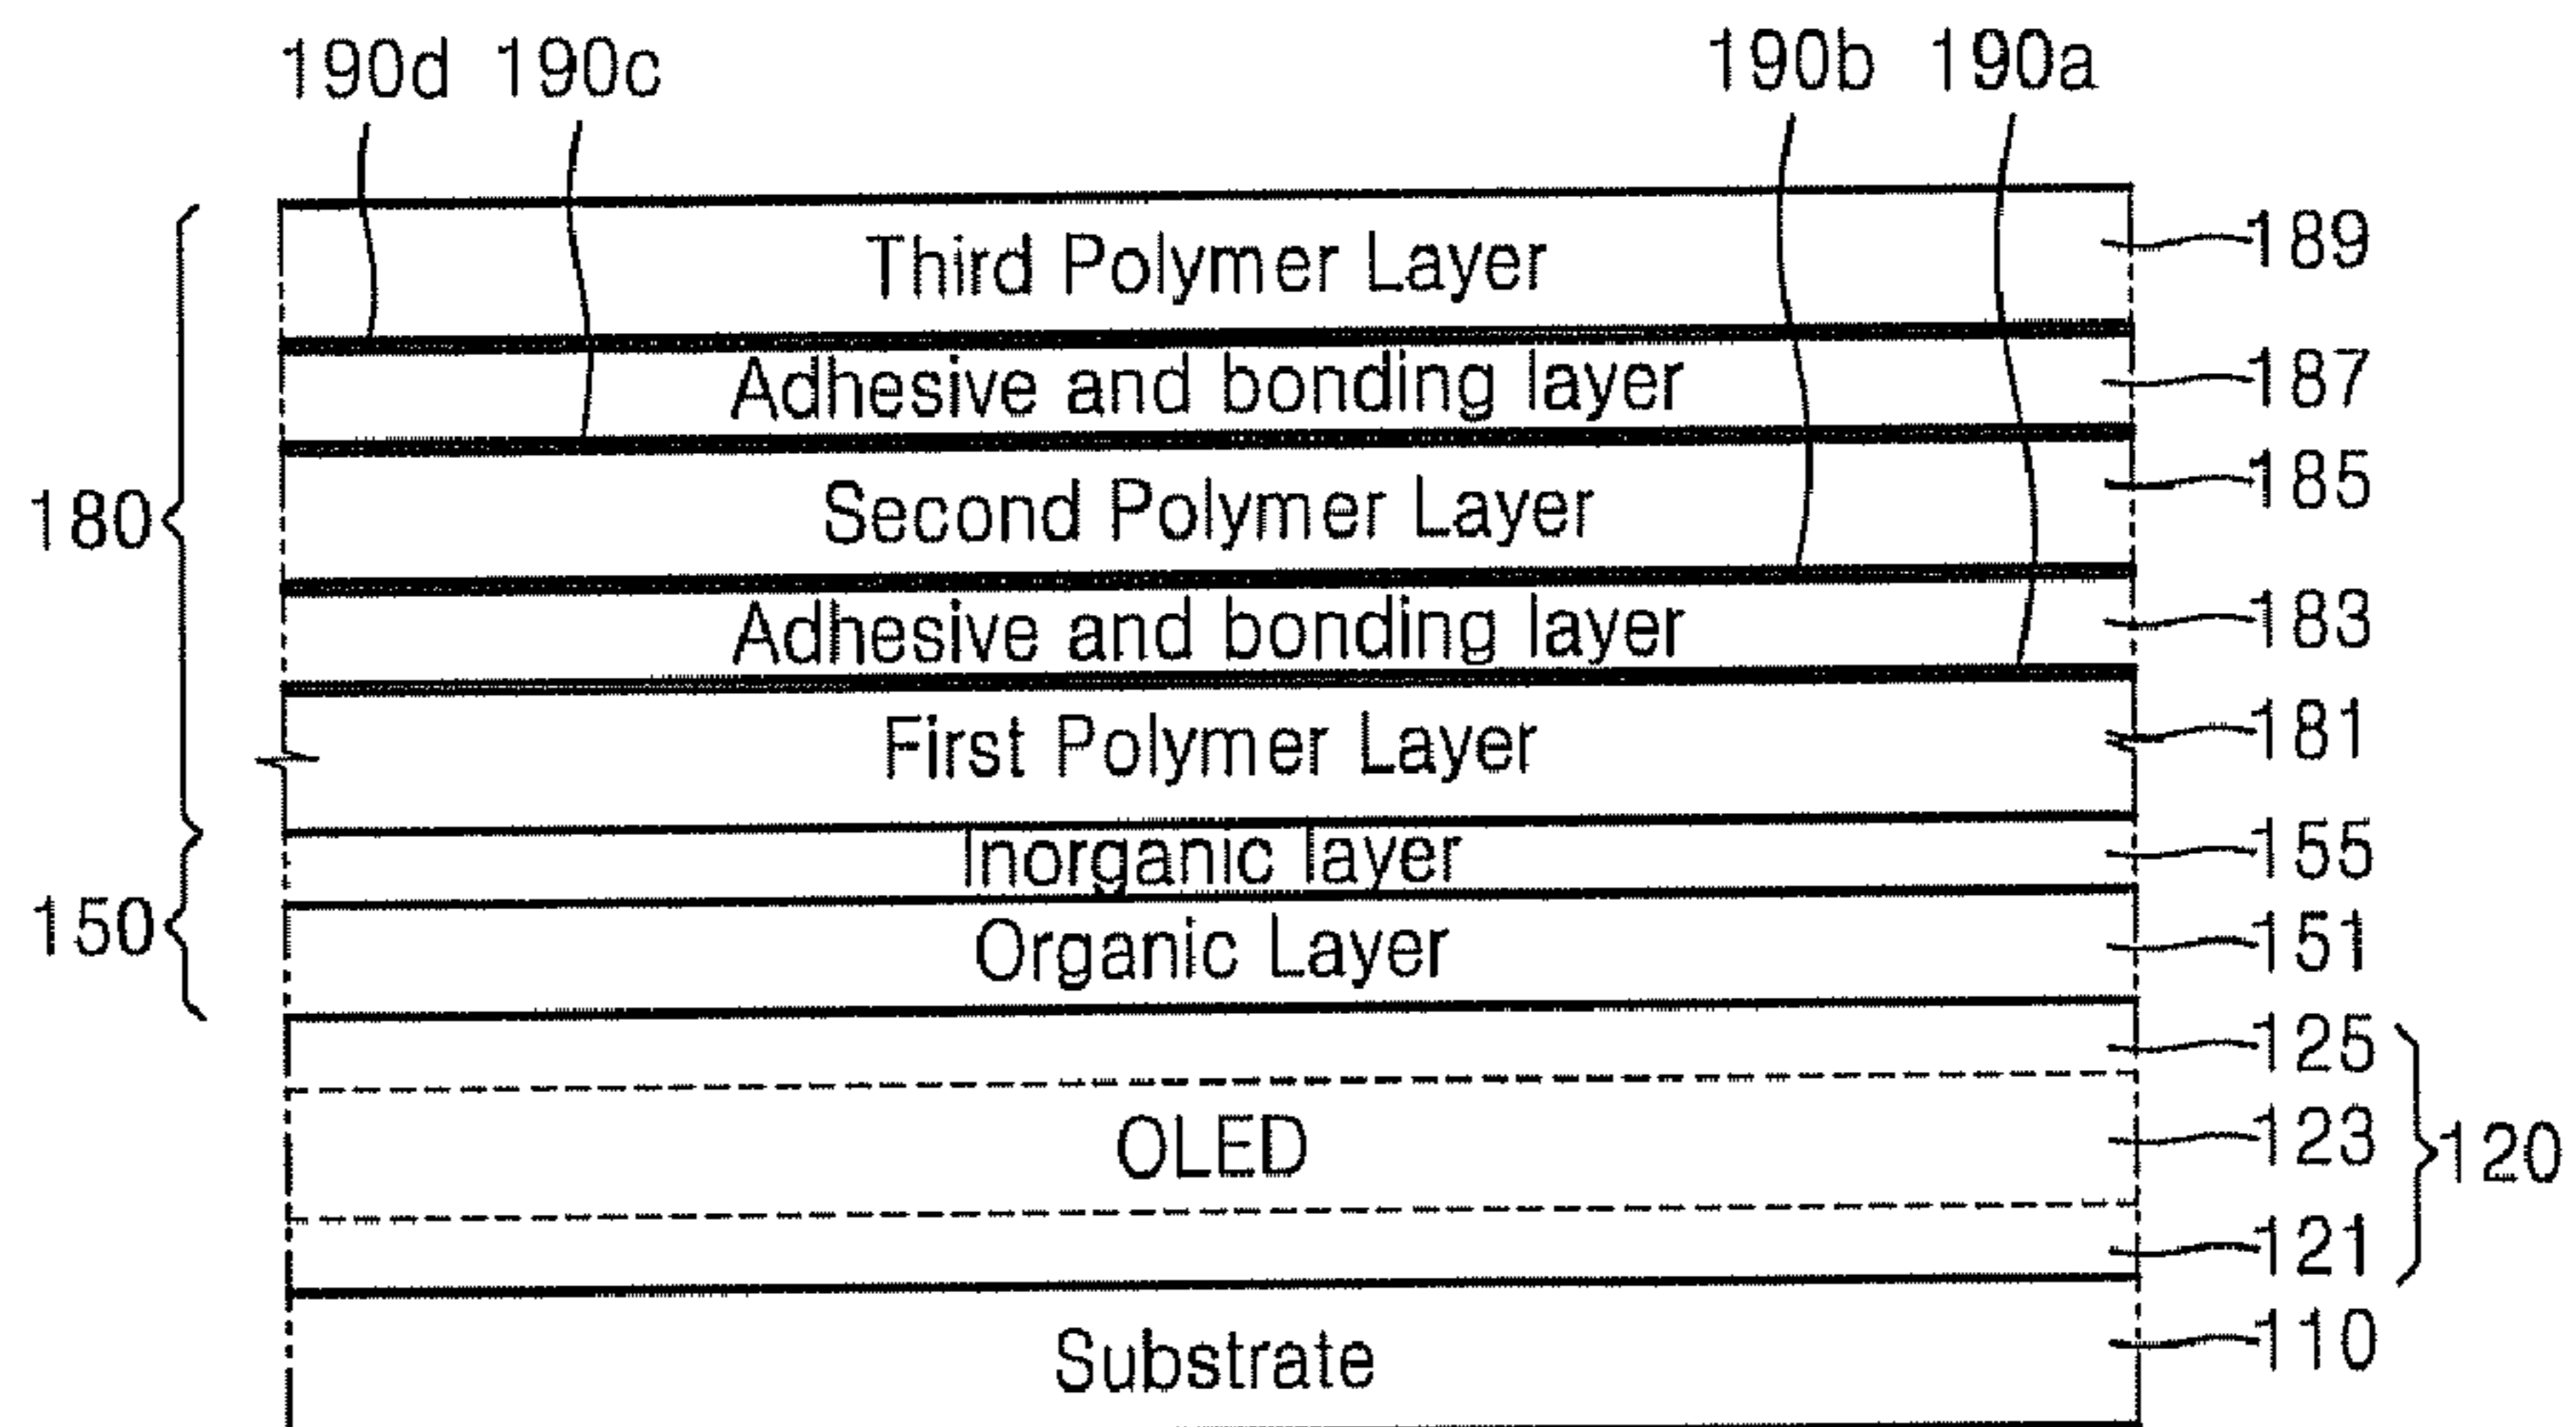 190d 190c 190b 190a
Third Polymer Layer 189
Adhesive and bonding layer 187
180 Second Polymer Layer 185
Adhesive and bonding layer 183
First Polymer Layer 181
Inorganic layer 155
150 Organic Layer 151
125
OLED 123 120
121
Substrate 110